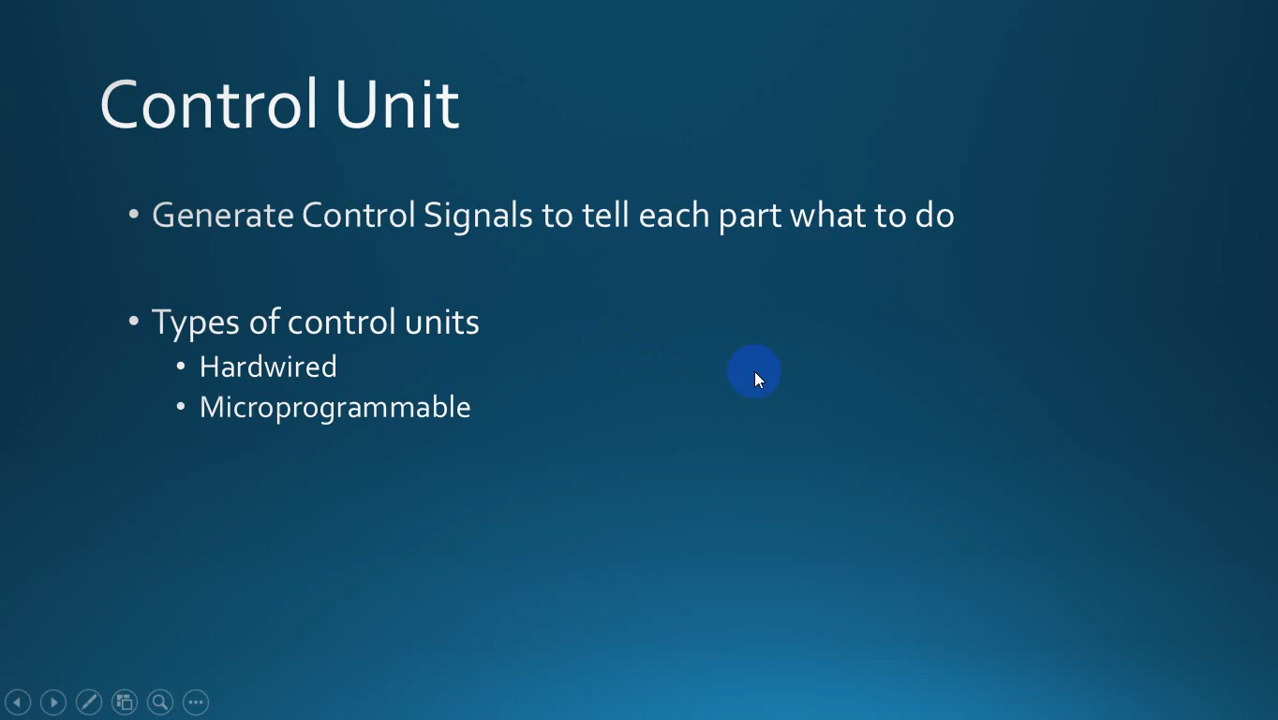 Control Unit
• Generate Control Signals to tell each part what to do
• Types of control units
• Hardwired
• Microprogrammable